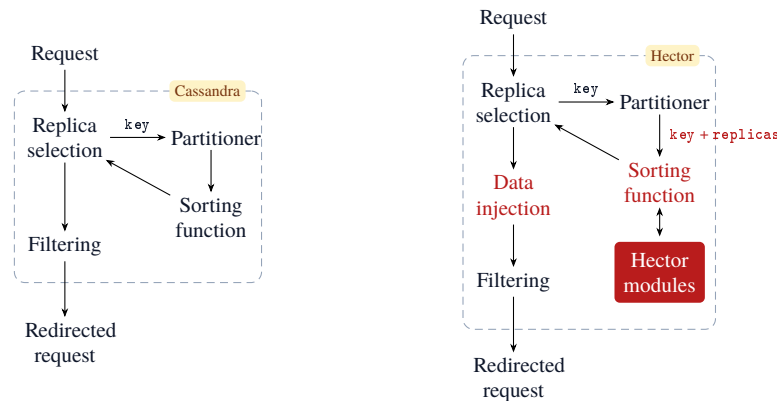 Request
Cassandra
Replica
selection
key
Partitioner
Sorting
function
Filtering
Redirected
request
Request
Hector
Replica
selection
key
Partitioner
key + replicas
Data
injection
Sorting
function
Filtering
Hector
modules
Redirected
request